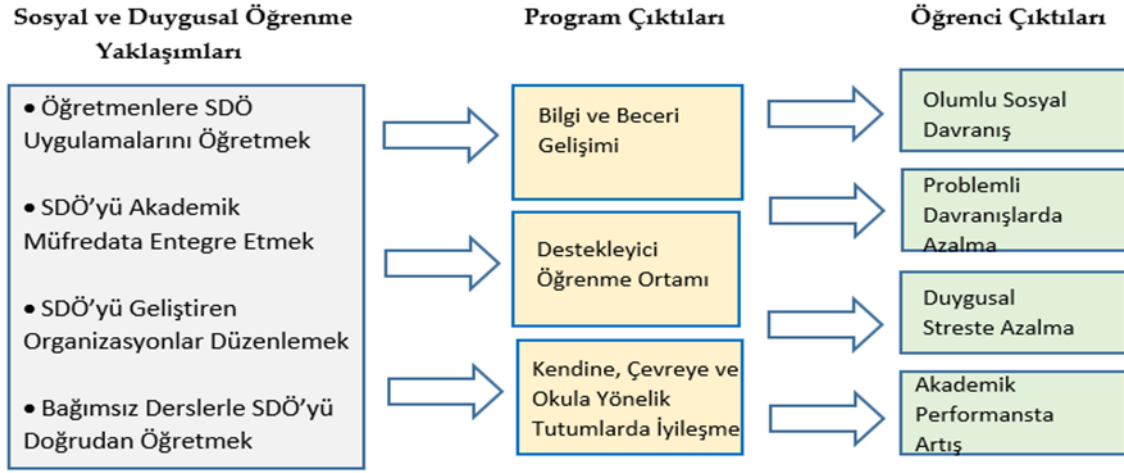 Sosyal ve Duygusal Öğrenme
Yaklaşımları
• Öğretmenlere SDÖ
Uygulamalarını Öğretmek
• SDÖ'yü Akademik
Müfredata Entegre Etmek
• SDÖ'yü Geliştiren
Organizasyonlar Düzenlemek
• Bağımsız Derslerle SDÖ'yü
Doğrudan Öğretmek
Program Çıktıları
Bilgi ve Beceri
Gelişimi
Destekleyici
Öğrenme Ortamı
Kendine, Çevreye ve
Okula Yönelik
Tutumlarda İyileşme
Öğrenci Çıktıları
Olumlu Sosyal
Davranış
Problemli
Davranışlarda
Azalma
Duygusal
Streste Azalma
Akademik
Performansta
Artış